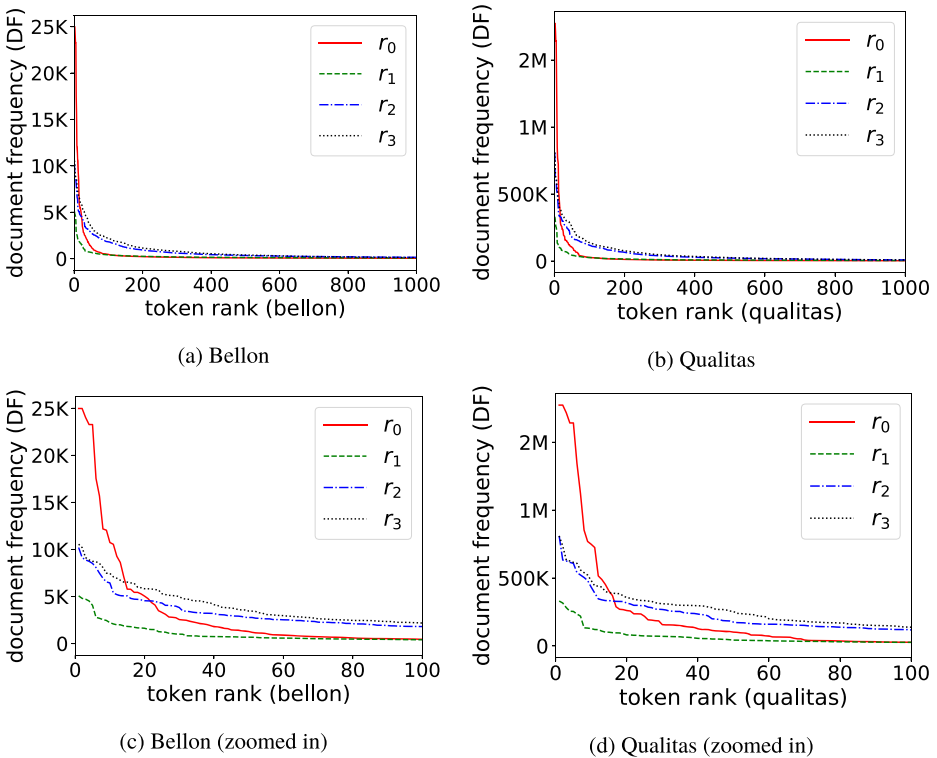 document frequency (DF)
25K
20K
15K
10K
5K
0
0 200 400 600 800 1000
token rank (bellon)
r0
r1
r2
r3
(a) Bellon
document frequency (DF)
2M
1M
500K
0
0 200 400 600 800 1000
token rank (qualitas)
r0
r1
r2
r3
(b) Qualitas
document frequency (DF)
25K
20K
15K
10K
5K
0
0 20 40 60 80 100
token rank (bellon)
r0
r1
r2
r3
(c) Bellon (zoomed in)
document frequency (DF)
2M
1M
500K
0
0 20 40 60 80 100
token rank (qualitas)
r0
r1
r2
r3
(d) Qualitas (zoomed in)